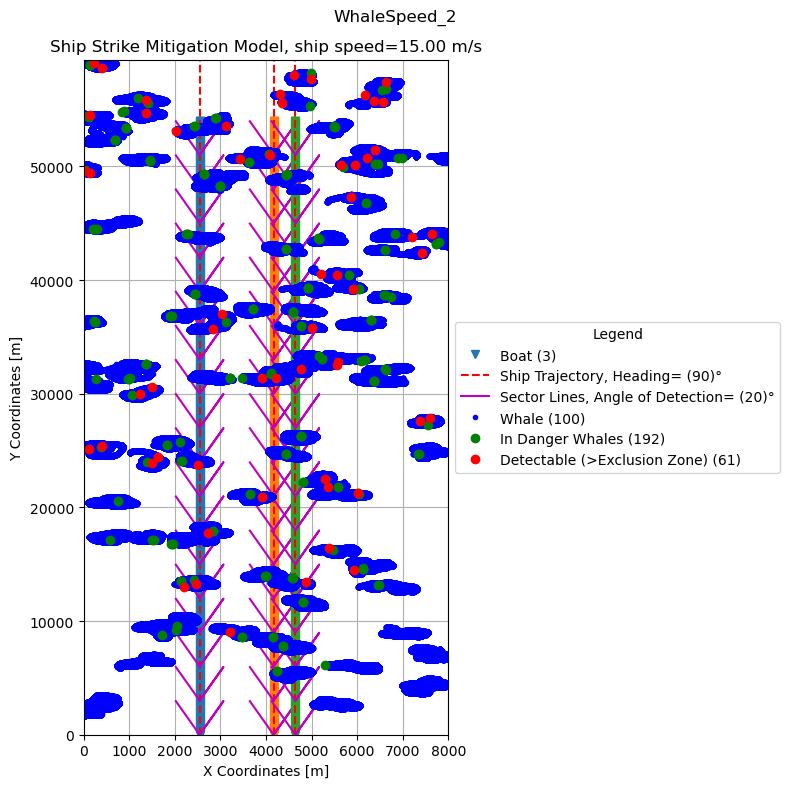 WhaleSpeed_2
Ship Strike Mitigation Model, ship speed=15.00 m/s
Y Coordinates [m]
50000
40000
30000
20000
10000
0
0 1000 2000 3000 4000 5000 6000 7000 8000
X Coordinates [m]
Legend
Boat (3)
Ship Trajectory, Heading= (90)°
Sector Lines, Angle of Detection= (20)°
Whale (100)
In Danger Whales (192)
Detectable (>Exclusion Zone) (61)